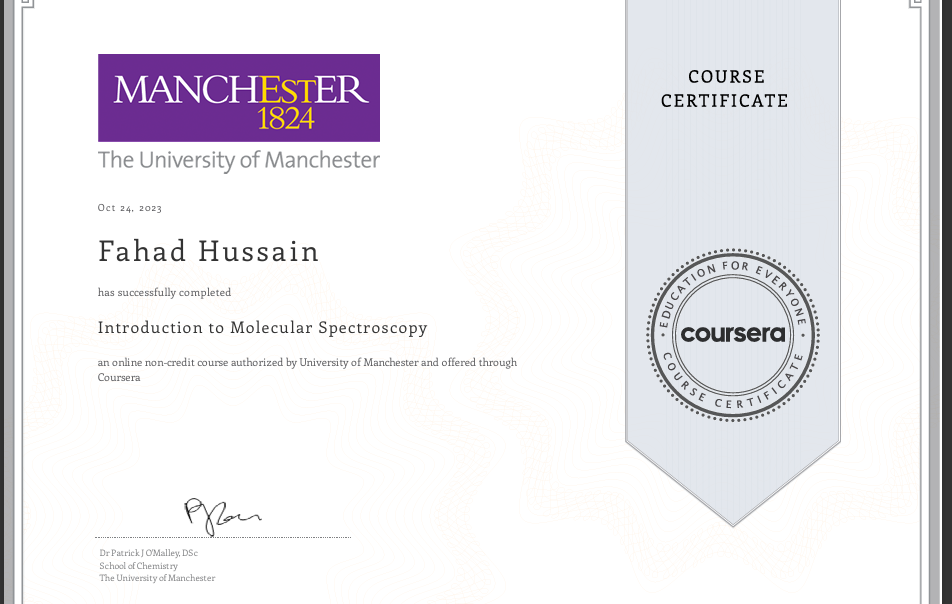 MANCHESTER
1824
The University of Manchester
Oct 24, 2023
Fahad Hussain
has successfully completed
Introduction to Molecular Spectroscopy
an online non-credit course authorized by University of Manchester and offered through
Coursera
Dr Patrick J O'Malley, DSc
School of Chemistry
The University of Manchester
COURSE
CERTIFICATE
EDUCATION FOR EVERYONE
coursera
COURSE CERTIFICATE